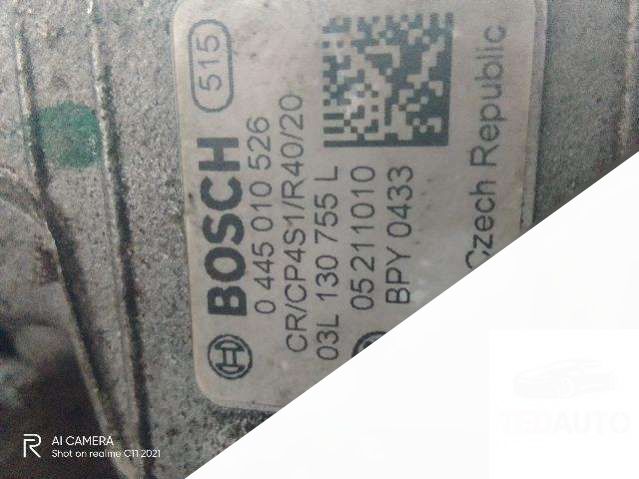 515
BOSCH
0 445 010 526
CR/CP4S1/R40/20
03L 130 755 L
05211010
BPY 0433
Czech Republic
AI CAMERA
Shot on realme C11 2021
TEDAUTO